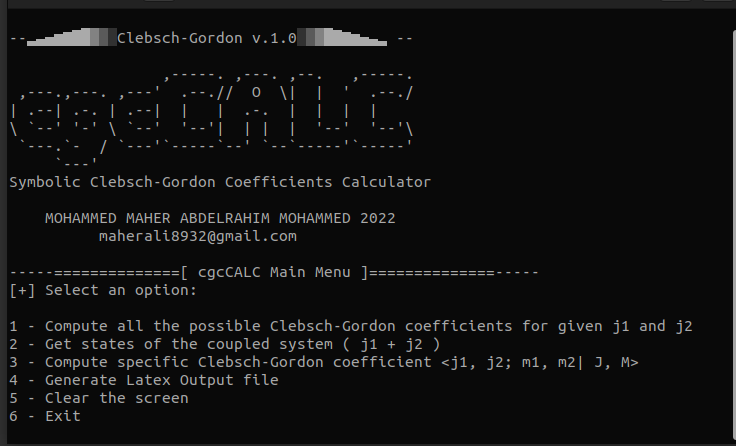 --Clebsch-Gordon v.1.0 --
cgcCALC
Symbolic Clebsch-Gordon Coefficients Calculator
MOHAMMED MAHER ABDELRAHIM MOHAMMED 2022
maherali8932@gmail.com
-----==============[ cgcCALC Main Menu ]==============-----
[+] Select an option:
1 - Compute all the possible Clebsch-Gordon coefficients for given j1 and j2
2 - Get states of the coupled system ( j1 + j2 )
3 - Compute specific Clebsch-Gordon coefficient <j1, j2; m1, m2| J, M>
4 - Generate Latex Output file
5 - Clear the screen
6 - Exit